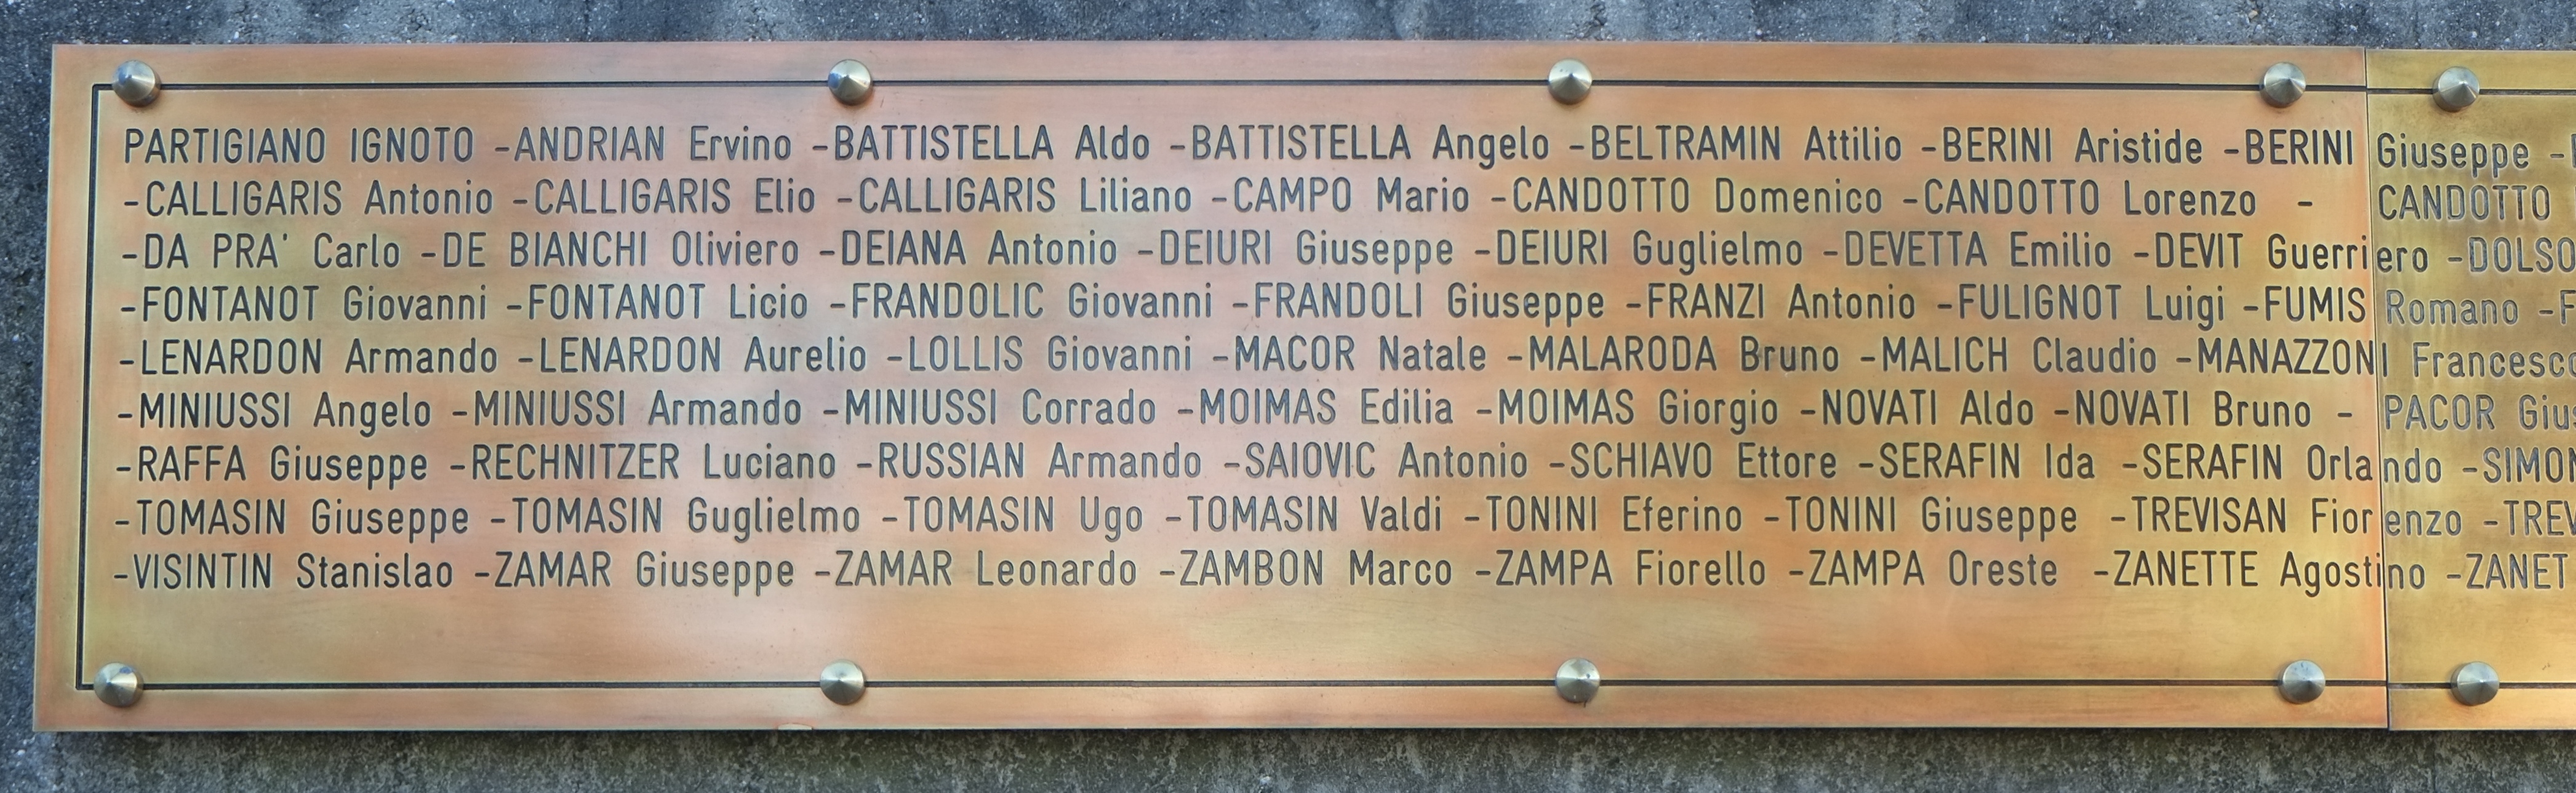 PARTIGIANO IGNOTO -ANDRIAN Ervino -BATTISTELLA Aldo -BATTISTELLA Angelo -BELTRAMIN Attilio -BERINI Aristide -BERINI Giuseppe -
-CALLIGARIS Antonio -CALLIGARIS Elio -CALLIGARIS Liliano -CAMPO Mario -CANDOTTO Domenico -CANDOTTO Lorenzo - CANDOTTO
-DA PRA' Carlo -DE BIANCHI Oliviero -DEIANA Antonio -DEIURI Giuseppe -DEIURI Guglielmo -DEVETTA Emilio -DEVIT Guerriero -DOLSO
-FONTANOT Giovanni -FONTANOT Licio -FRANDOLIC Giovanni -FRANDOLI Giuseppe -FRANZI Antonio -FULIGNOT Luigi -FUMIS Romano -F
-LENARDON Armando -LENARDON Aurelio -LOLLIS Giovanni -MACOR Natale -MALARODA Bruno -MALICH Claudio -MANAZZONI Francesco
-MINIUSSI Angelo -MINIUSSI Armando -MINIUSSI Corrado -MOIMAS Edilia -MOIMAS Giorgio -NOVATI Aldo -NOVATI Bruno - PACOR Gius
-RAFFA Giuseppe -RECHNITZER Luciano -RUSSIAN Armando -SAIOVIC Antonio -SCHIAVO Ettore -SERAFIN Ida -SERAFIN Orlando -SIMON
-TOMASIN Giuseppe -TOMASIN Guglielmo -TOMASIN Ugo -TOMASIN Valdi -TONINI Eferino -TONINI Giuseppe -TREVISAN Fiorenzo -TREV
-VISINTIN Stanislao -ZAMAR Giuseppe -ZAMAR Leonardo -ZAMBON Marco -ZAMPA Fiorello -ZAMPA Oreste -ZANETTE Agostino -ZANET